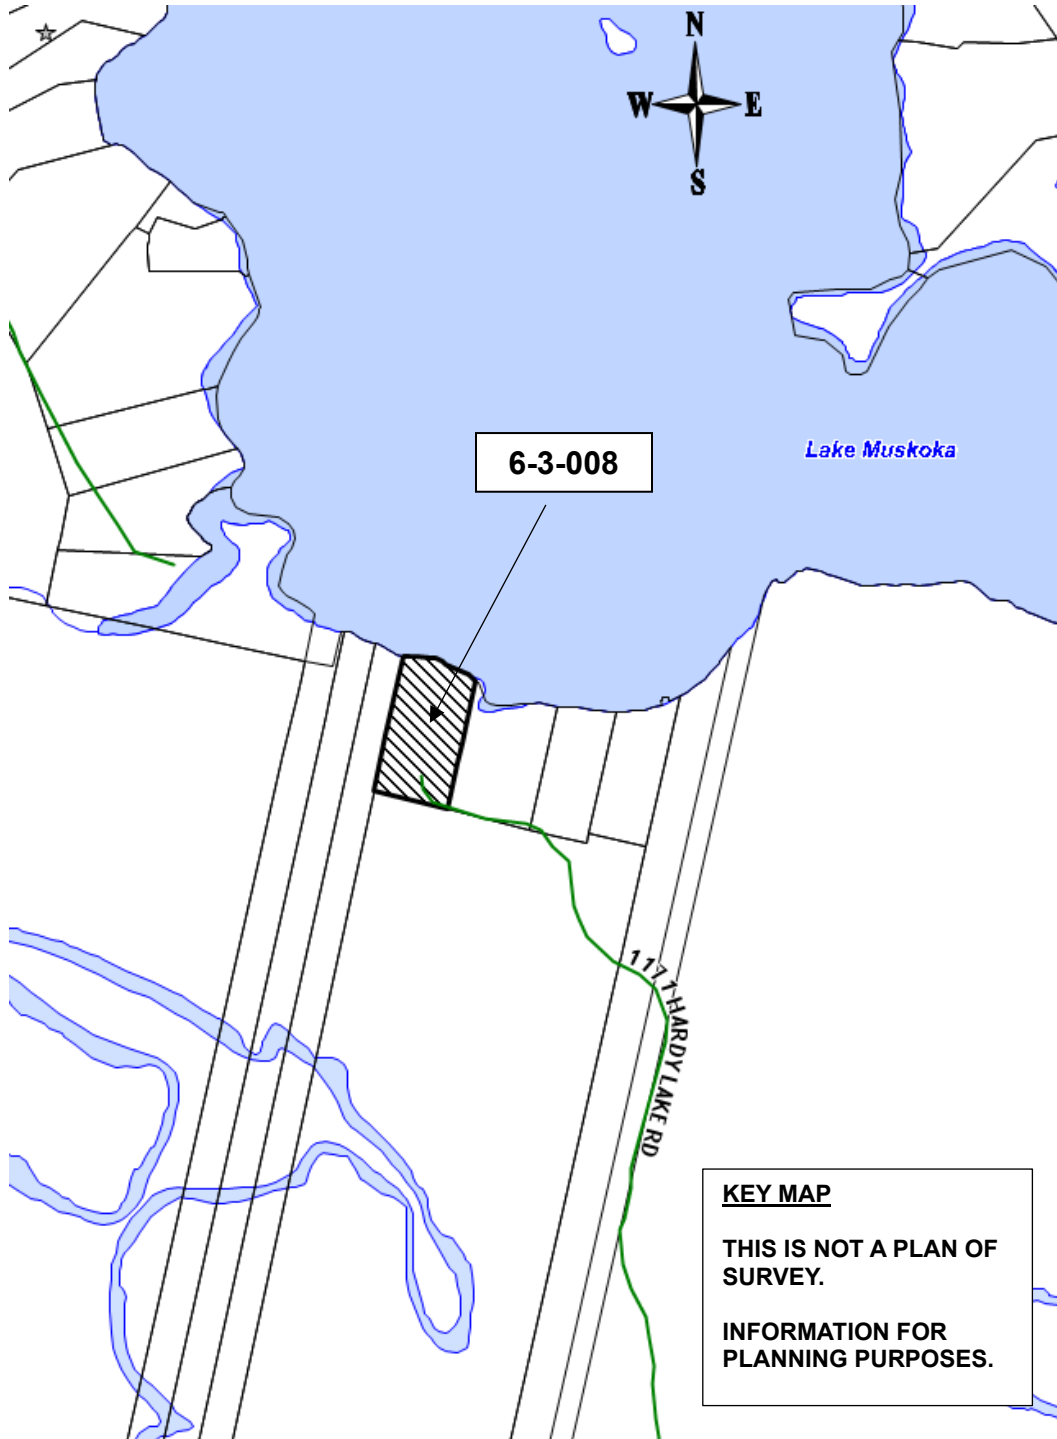 N
W E
S
6-3-008
Lake Muskoka
1171 HARDY LAKE RD
KEY MAP
THIS IS NOT A PLAN OF
SURVEY.
INFORMATION FOR
PLANNING PURPOSES.